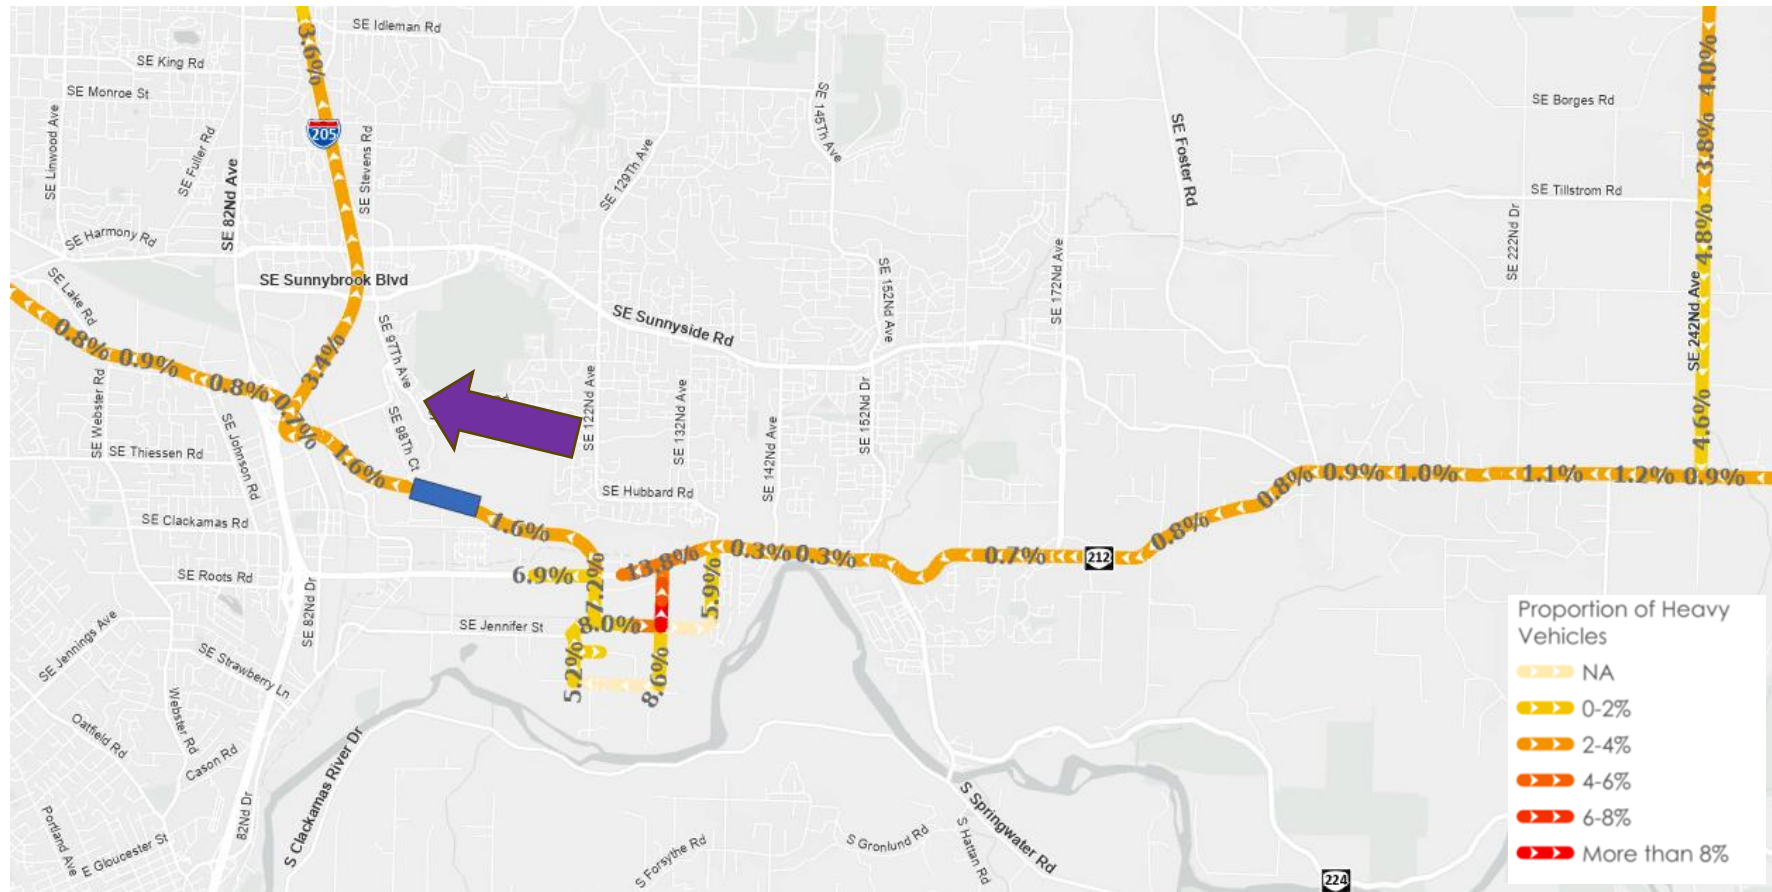 SE Idleman Rd
3.6%
SE King Rd
SE Monroe St
SE Linwood Ave
SE Fuller Rd
SE 82Nd Ave
205
SE Stevens Rd
SE 129Th Ave
SE 145Th Ave
SE Foster Rd
4.0%
SE Borges Rd
3.8%
SE Tillstrom Rd
SE 222Nd Dr
4.8%
SE 242Nd Ave
4.6%
SE Harmony Rd
SE Lake Rd
SE Sunnybrook Blvd
SE Sunnyside Rd
SE 152Nd Ave
SE 172Nd Ave
0.8%
0.9%
0.8%
3.4%
0.7%
1.6%
SE 97Th Ave
SE 98Th Ct
SE 122Nd Ave
SE 132Nd Ave
SE 142Nd Ave
SE 152Nd Dr
SE Webster Rd
SE Thiessen Rd
SE Johnson Rd
SE Hubbard Rd
1.6%
SE Clackamas Rd
SE Roots Rd
SE 82Nd Dr
6.9%
7.2%
13.8%
0.3%
0.3%
0.7%
212
0.8%
0.8%
0.9%
1.0%
1.1%
1.2%
0.9%
5.9%
SE Jennifer St
8.0%
5.2%
8.6%
SE Jennings Ave
SE Strawberry Ln
Webster Rd
Oatfield Rd
Cason Rd
82Nd Dr
Portland Ave
E Gloucester St
S Clackamas River Dr
S Forsythe Rd
S Gronlund Rd
S Hattan Rd
S Springwater Rd
224
Proportion of Heavy
Vehicles
NA
0-2%
2-4%
4-6%
6-8%
More than 8%